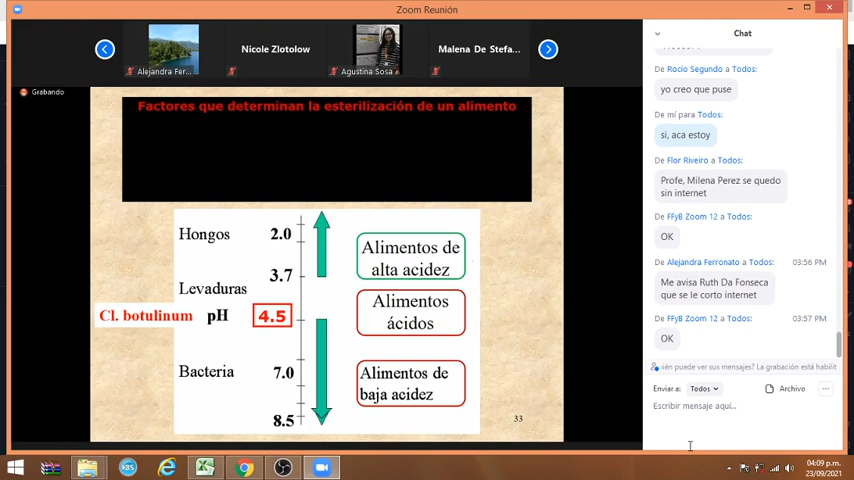 Zoom Reunión
Alejandra Fer...
Nicole Zlotolow
Agustina Sosa
Malena De Stefa...
Grabando
Factores que determinan la esterilización de un alimento
Hongos
2.0
3.7
Levaduras
Cl. botulinum
pH
4.5
Bacteria
7.0
8.5
Alimentos de
alta acidez
Alimentos
ácidos
Alimentos de
baja acidez
33
Chat
De Rocio Segundo a Todos:
yo creo que puse
De mí para Todos:
si, aca estoy
De Flor Riveiro a Todos:
Profe, Milena Perez se quedo
sin internet
De FFyB Zoom 12 a Todos:
OK
De Alejandra Ferronato a Todos:
03:56 PM
Me avisa Ruth Da Fonseca
que se le corto internet
De FFyB Zoom 12 a Todos:
03:57 PM
OK
ién puede ver sus mensajes? La grabación está habilit
Enviar a:
Todos
Archivo
Escribir mensaje aquí...
04:09 p.m.
23/09/2021